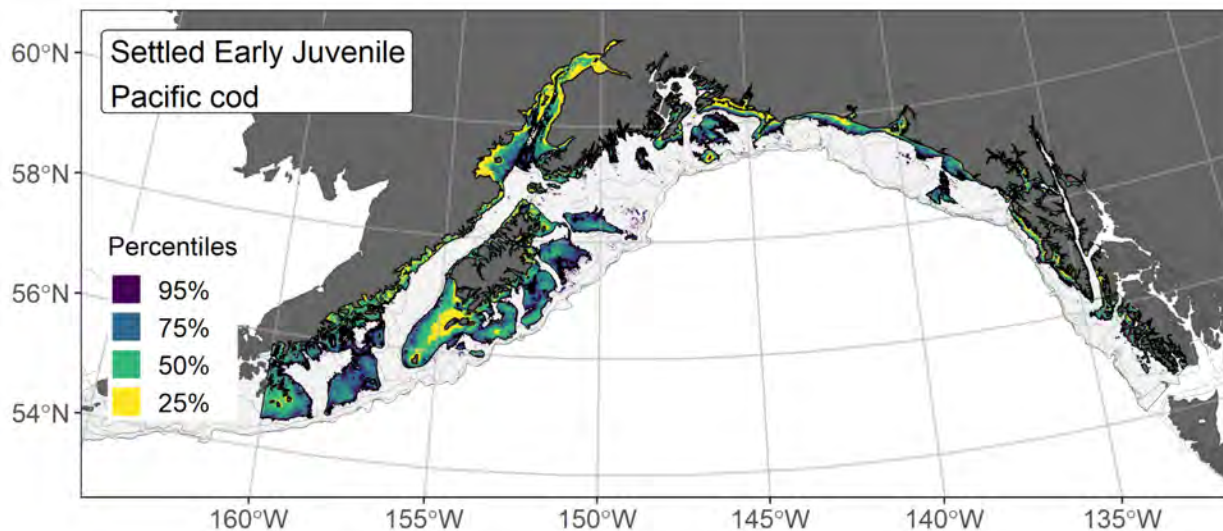 Settled Early Juvenile
Pacific cod
60°N
58°N
56°N
54°N
Percentiles
95%
75%
50%
25%
160°W
155°W
150°W
145°W
140°W
135°W